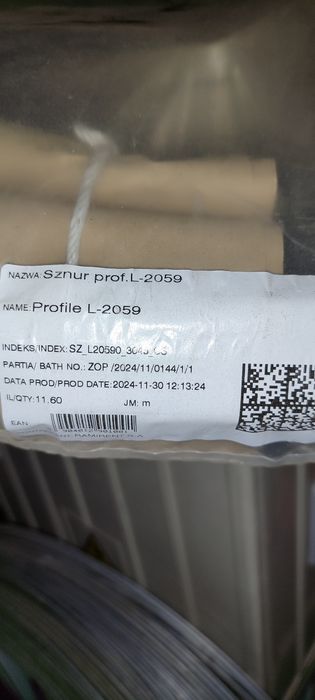 NAZWA: Sznur prof.L-2059
NAME: Profile L-2059
INDEKS/INDEX: SZ_L20590_3045_
PARTIA/ BATH NO.: ZOP /2024/11/0144/1/1
DATA PROD/PROD DATE: 2024-11-30 12:13:24
IL/QTY: 11.60 JM: m
EAN